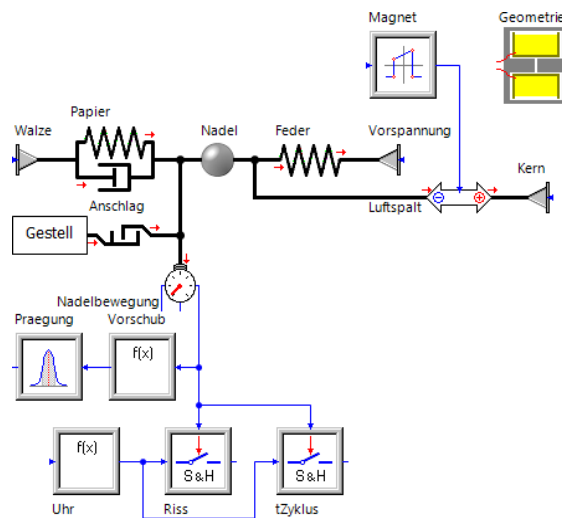 Magnet
Geometrie
Papier
Walze
Nadel
Feder
Vorspannung
Kern
Anschlag
Luftspalt
Gestell
Nadelbewegung
Praegung
Vorschub
f(x)
f(x)
S&H
S&H
Uhr
Riss
tZyklus